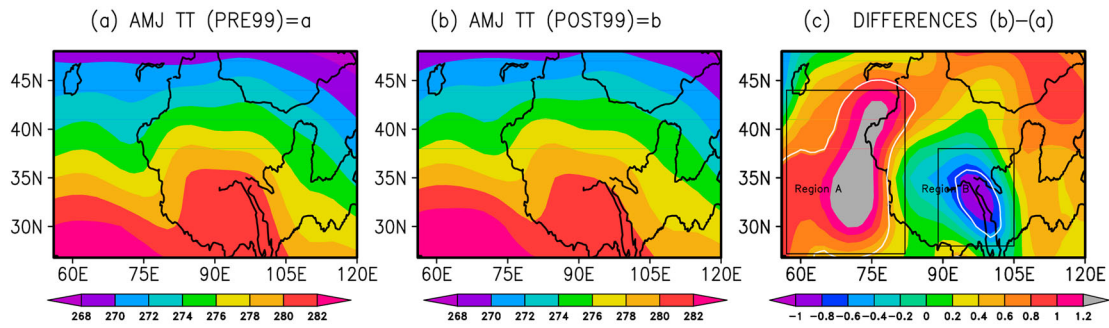 (a) AMJ TT (PRE99)=a
(b) AMJ TT (POST99)=b
(c) DIFFERENCES (b)-(a)
45N
40N
35N
30N
60E 75E 90E 105E 120E
268 270 272 274 276 278 280 282
45N
40N
35N
30N
60E 75E 90E 105E 120E
268 270 272 274 276 278 280 282
45N
40N
35N
30N
Region A
Region B
60E 75E 90E 105E 120E
-1 -0.8 -0.6 -0.4 -0.2 0 0.2 0.4 0.6 0.8 1 1.2